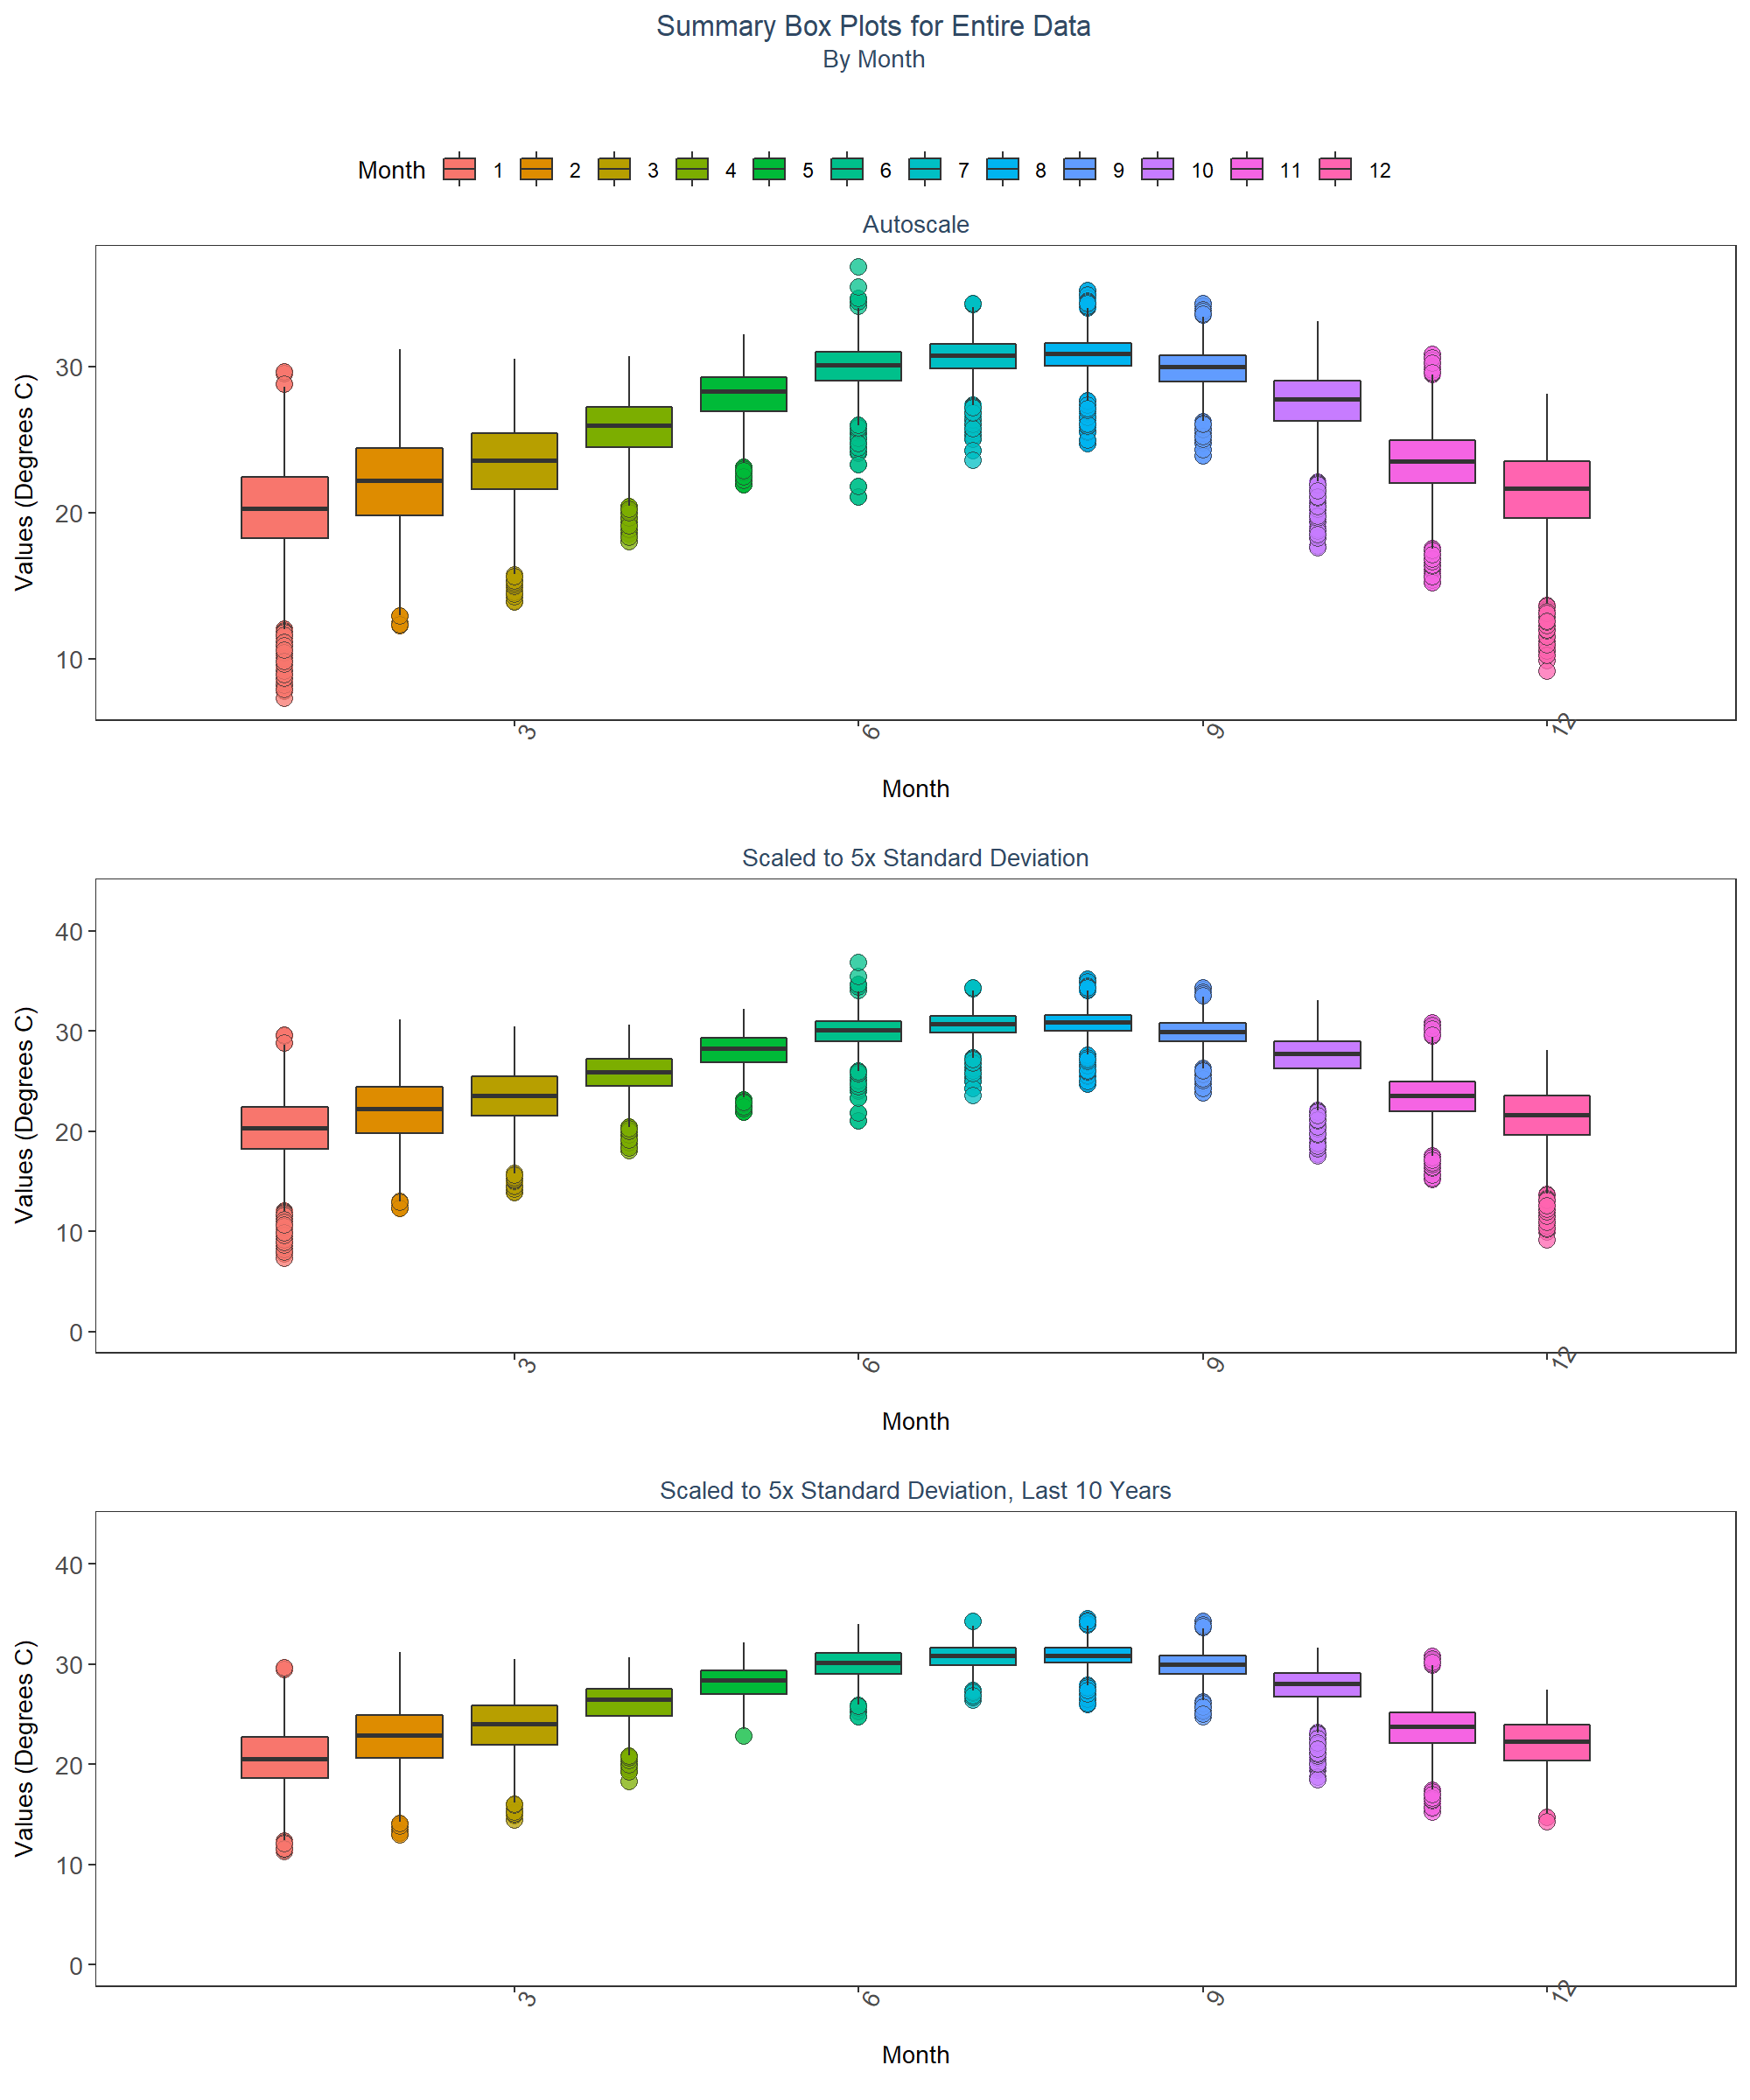 Summary Box Plots for Entire Data
By Month
Month 1 2 3 4 5 6 7 8 9 10 11 12
Autoscale
Values (Degrees C)
30
20
10
3 6 9 12
Month
Scaled to 5x Standard Deviation
Values (Degrees C)
40
30
20
10
0
3 6 9 12
Month
Scaled to 5x Standard Deviation, Last 10 Years
Values (Degrees C)
40
30
20
10
0
3 6 9 12
Month